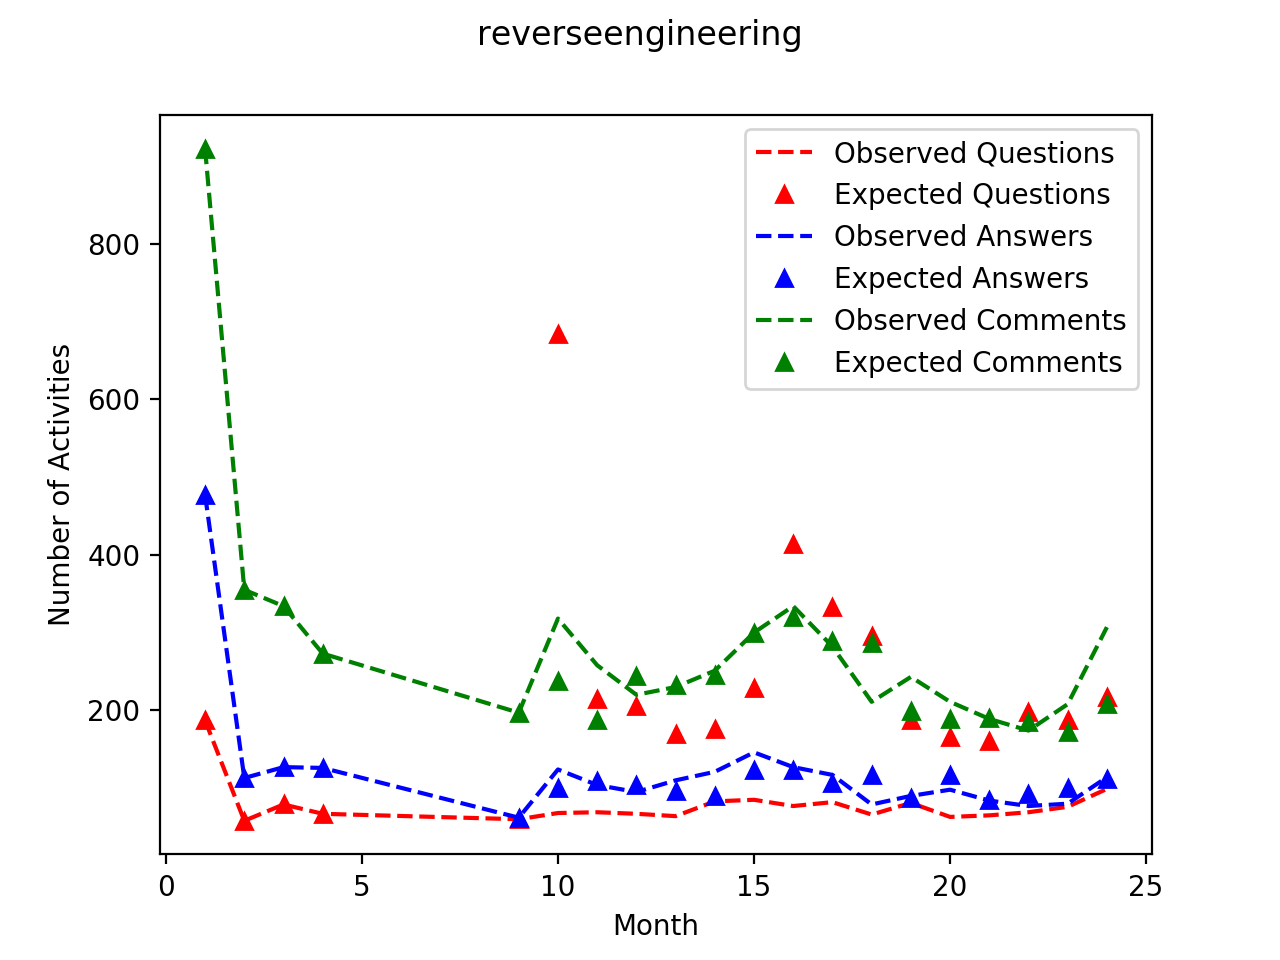 reverseengineering
Observed Questions
Expected Questions
Observed Answers
Expected Answers
Observed Comments
Expected Comments
800
600
400
200
Number of Activities
0 5 10 15 20 25
Month